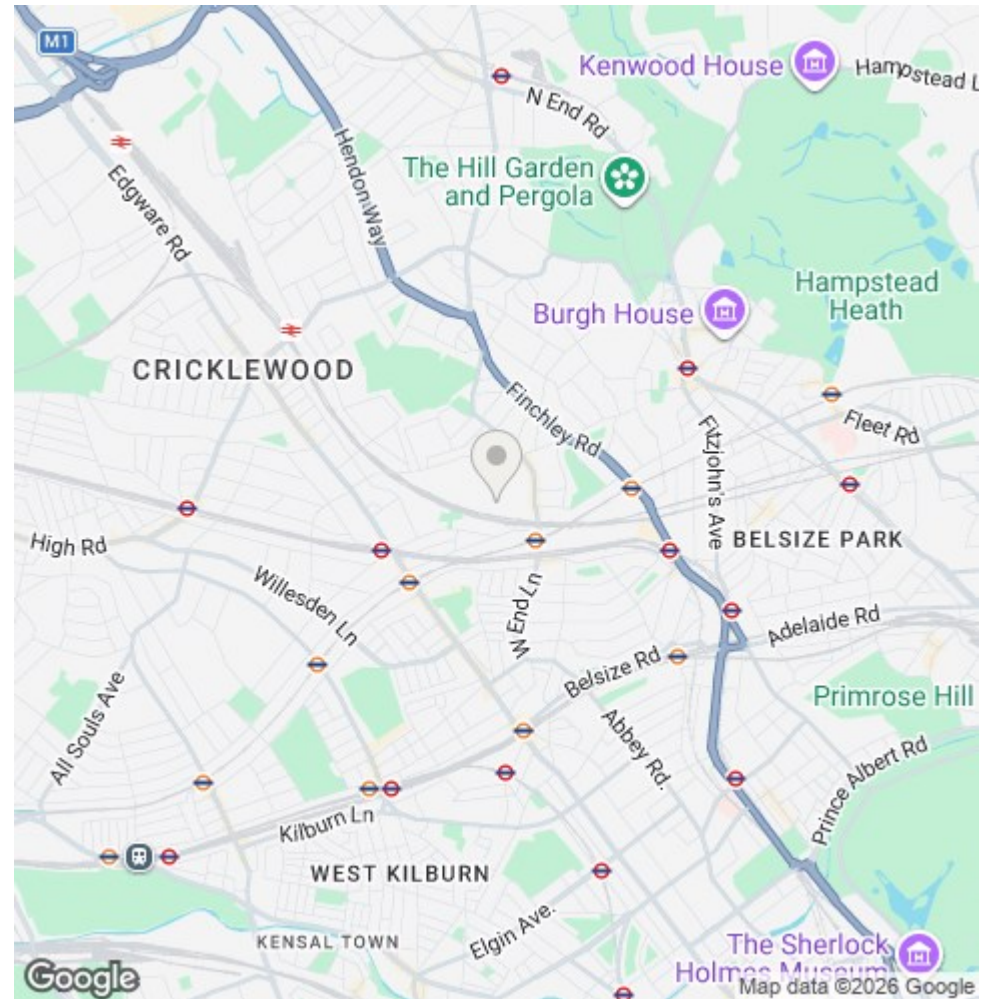 M1
Kenwood House
Hampstead L
N End Rd
Hendon Way
The Hill Garden
and Pergola
Edgware Rd
Hampstead
Heath
Burgh House
CRICKLEWOOD
Finchley Rd
Fitzjohn's Ave
Fleet Rd
High Rd
BELSIZE PARK
Willesden Ln
W End Ln
Adelaide Rd
Belsize Rd
All Souls Ave
Abbey Rd.
Primrose Hill
Prince Albert Rd
Kilburn Ln
WEST KILBURN
Elgin Ave.
KENSAL TOWN
The Sherlock
Holmes Museum
Google
Map data ©2026 Google